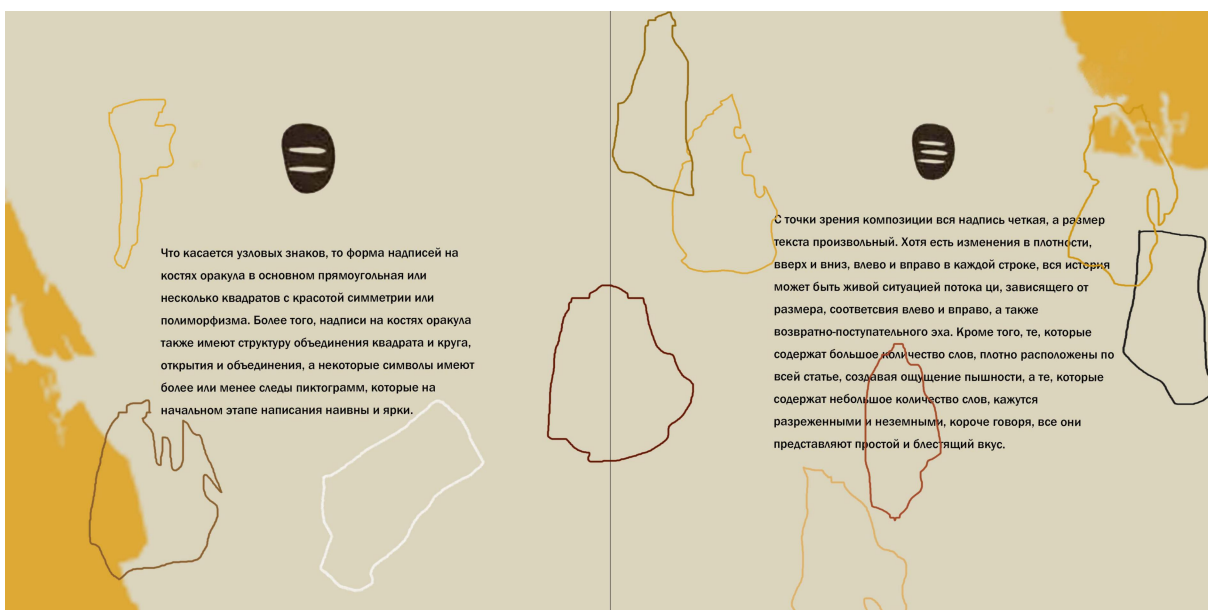 Что касается узловых знаков, то форма надписей на
костях оракула в основном прямоугольная или
несколько квадратов с красотой симметрии или
полиморфизма. Более того, надписи на костях оракула
также имеют структуру объединения квадрата и круга,
открытия и объединения, а некоторые символы имеют
более или менее следы пиктограмм, которые на
начальном этапе написания наивны и ярки.
С точки зрения композиции вся надпись четкая, а размер
текста произвольный. Хотя есть изменения в плотности,
вверх и вниз, влево и вправо в каждой строке, вся история
может быть живой ситуацией потока ци, зависящего от
размера, соответсвия влево и вправо, а также
возвратно-поступательного эха. Кроме того, те, которые
содержат большое количество слов, плотно расположены по
всей статье, создавая ощущение пышности, а те, которые
содержат небольшое количество слов, кажутся
разреженными и неземными, короче говоря, все они
представляют простой и блестящий вкус.